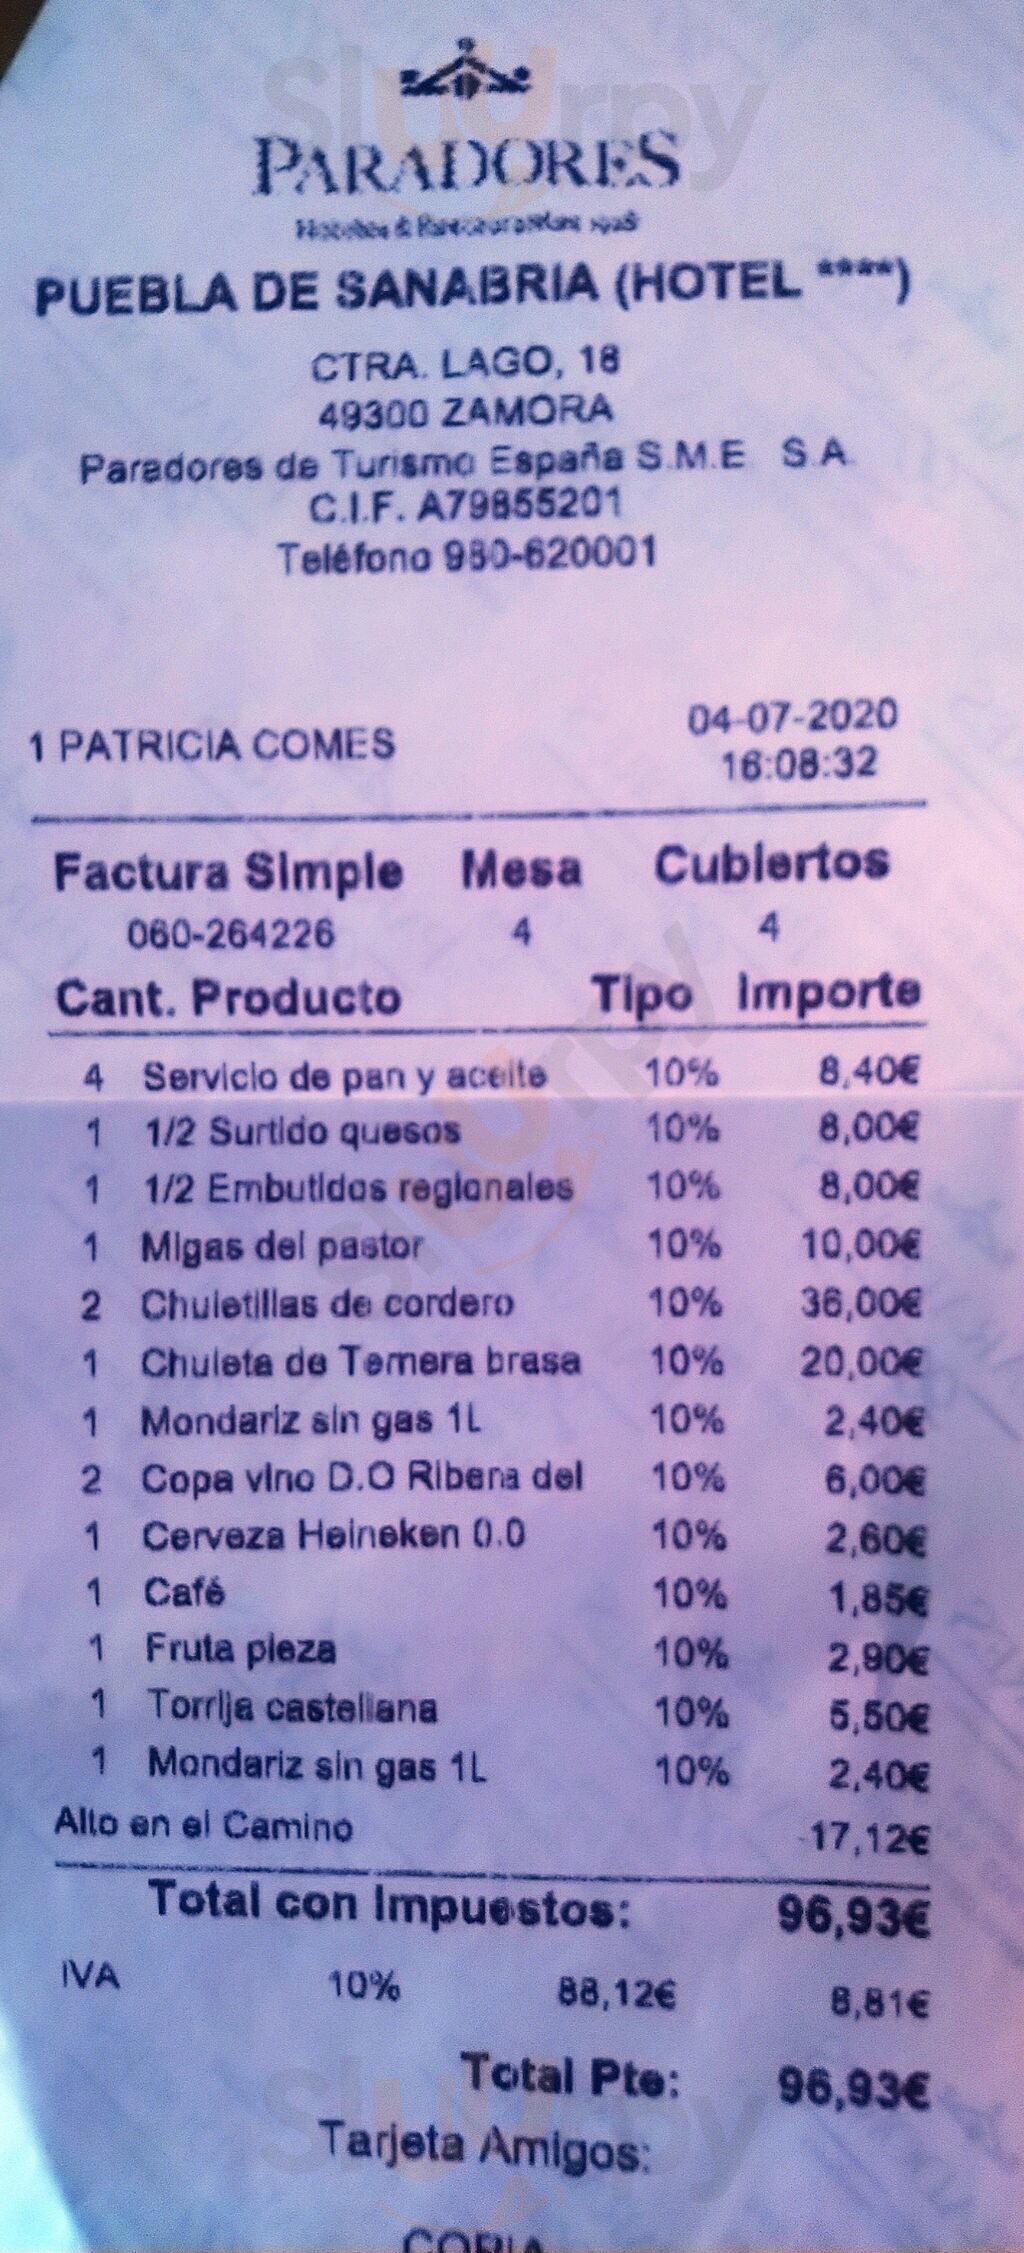 Sluurpy
PARADORES
Hoteles & Restaurantes 1928
PUEBLA DE SANABRIA (HOTEL ****)
CTRA. LAGO, 18
49300 ZAMORA
Paradores de Turismo España S.M.E S.A.
C.I.F. A79855201
Teléfono 980-620001
1 PATRICIA COMES 04-07-2020
16:08:32
Factura Simple Mesa Cubiertos
060-264226 4 4
Cant. Producto Tipo Importe
4 Servicio de pan y aceite 10% 8,40€
1 1/2 Surtido quesos 10% 8,00€
1 1/2 Embutidos regionales 10% 8,00€
1 Migas del pastor 10% 10,00€
2 Chuletillas de cordero 10% 36,00€
1 Chuleta de Ternera brasa 10% 20,00€
1 Mondariz sin gas 1L 10% 2,40€
2 Copa vino D.O Ribera del 10% 6,00€
1 Cerveza Heineken 0.0 10% 2,60€
1 Café 10% 1,85€
1 Fruta pieza 10% 2,90€
1 Torrija castellana 10% 5,50€
1 Mondariz sin gas 1L 10% 2,40€
Alto en el Camino -17,12€
Total con Impuestos: 96,93€
IVA 10% 88,12€ 8,81€
Total Pte: 96,93€
Tarjeta Amigos:
COPIA